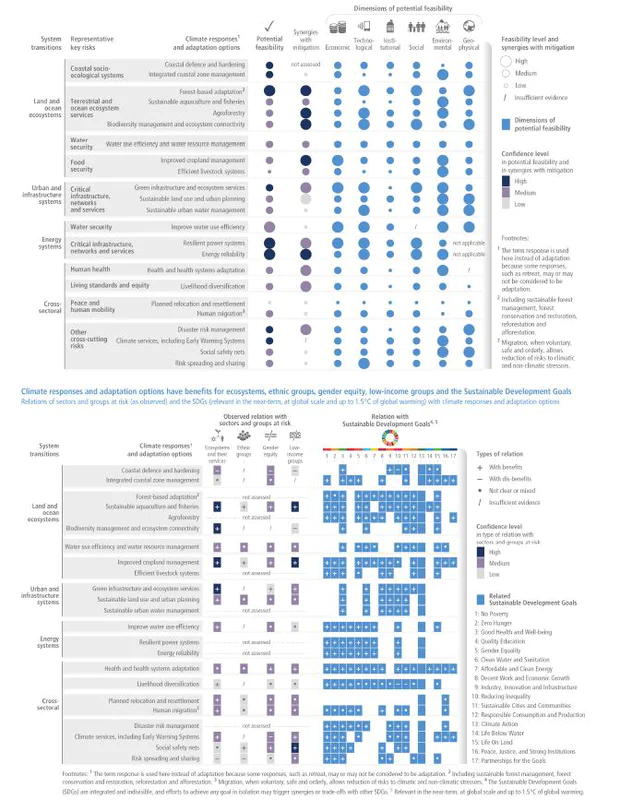 Dimensions of potential feasibility
System transitions
Representative key risks
Climate responses¹ and adaptation options
Potential feasibility
Synergies with mitigation
Economic
Techno-logical
Insti-tutional
Social
Environ-mental
Geo-physical
Feasibility level and synergies with mitigation
High
Medium
Low
/ Insufficient evidence
Dimensions of potential feasibility
Confidence level in potential feasibility and in synergies with mitigation
High
Medium
Low
Footnotes:
¹ The term response is used here instead of adaptation because some responses, such as retreat, may or may not be considered to be adaptation.
² Including sustainable forest management, forest conservation and restoration, reforestation and afforestation.
³ Migration, when voluntary, safe and orderly, allows reduction of risks to climatic and non-climatic stressors.
Land and ocean ecosystems
Coastal socio-ecological systems
Coastal defence and hardening
not assessed
Integrated coastal zone management
Terrestrial and ocean ecosystem services
Forest-based adaptation²
Sustainable aquaculture and fisheries
Agroforestry
Biodiversity management and ecosystem connectivity
Water security
Water use efficiency and water resource management
Food security
Improved cropland management
Efficient livestock systems
Urban and infrastructure systems
Critical infrastructure, networks and services
Green infrastructure and ecosystem services
Sustainable land use and urban planning
Sustainable urban water management
Water security
Improve water use efficiency
/
Energy systems
Critical infrastructure, networks and services
Resilient power systems
not applicable
Energy reliability
not applicable
Cross-sectoral
Human health
Health and health systems adaptation
/
Living standards and equity
Livelihood diversification
Peace and human mobility
Planned relocation and resettlement
Human migration³
Other cross-cutting risks
Disaster risk management
Climate services, including Early Warning Systems
/
Social safety nets
Risk spreading and sharing
Climate responses and adaptation options have benefits for ecosystems, ethnic groups, gender equity, low-income groups and the Sustainable Development Goals
Relations of sectors and groups at risk (as observed) and the SDGs (relevant in the near-term, at global scale and up to 1.5°C of global warming) with climate responses and adaptation options
System transitions
Climate responses¹ and adaptation options
Observed relation with sectors and groups at risk
Ecosystems and their services
Ethnic groups
Gender equity
Low-income groups
Relation with Sustainable Development Goals⁴, ⁵
1 2 3 4 5 6 7 8 9 10 11 12 13 14 15 16 17
Types of relation
+ With benefits
− With dis-benefits
• Not clear or mixed
/ Insufficient evidence
Confidence level in type of relation with sectors and groups at risk
High
Medium
Low
Related Sustainable Development Goals
1: No Poverty
2: Zero Hunger
3: Good Health and Well-being
4: Quality Education
5: Gender Equality
6: Clean Water and Sanitation
7: Affordable and Clean Energy
8: Decent Work and Economic Growth
9: Industry, Innovation and Infrastructure
10: Reducing Inequality
11: Sustainable Cities and Communities
12: Responsible Consumption and Production
13: Climate Action
14: Life Below Water
15: Life On Land
16: Peace, Justice, and Strong Institutions
17: Partnerships for the Goals
Land and ocean ecosystems
Coastal defence and hardening
Integrated coastal zone management
Forest-based adaptation²
not assessed
Sustainable aquaculture and fisheries
Agroforestry
not assessed
Biodiversity management and ecosystem connectivity
Water use efficiency and water resource management
Improved cropland management
Efficient livestock systems
not assessed
Urban and infrastructure systems
Green infrastructure and ecosystem services
Sustainable land use and urban planning
Sustainable urban water management
not assessed
Improve water use efficiency
Energy systems
Resilient power systems
not assessed
Energy reliability
not assessed
Cross-sectoral
Health and health systems adaptation
Livelihood diversification
Planned relocation and resettlement
Human migration³
Disaster risk management
not assessed
Climate services, including Early Warning Systems
Social safety nets
Risk spreading and sharing
Footnotes: ¹ The term response is used here instead of adaptation because some responses, such as retreat, may or may not be considered to be adaptation. ² Including sustainable forest management, forest conservation and restoration, reforestation and afforestation. ³ Migration, when voluntary, safe and orderly, allows reduction of risks to climatic and non-climatic stressors. ⁴ The Sustainable Development Goals (SDGs) are integrated and indivisible, and efforts to achieve any goal in isolation may trigger synergies or trade-offs with other SDGs. ⁵ Relevant in the near-term, at global scale and up to 1.5°C of global warming.